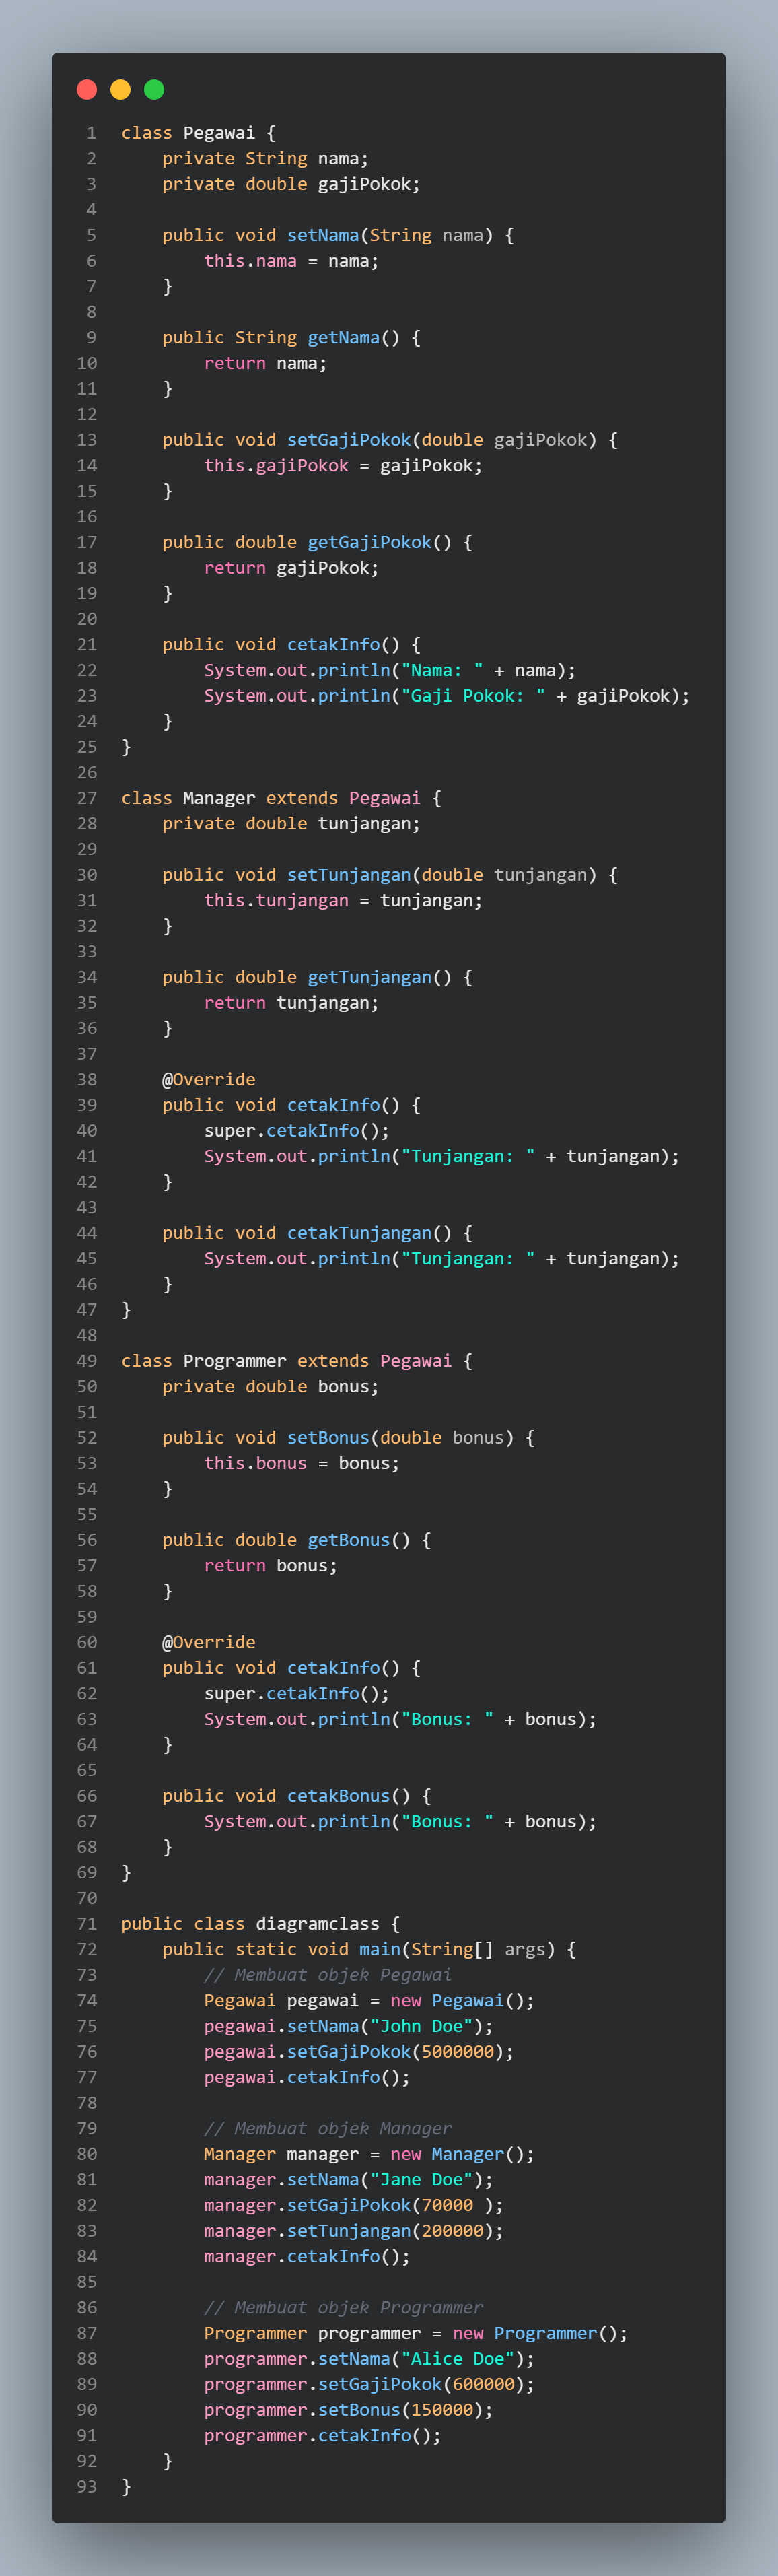 1 class Pegawai {
2     private String nama;
3     private double gajiPokok;
4
5     public void setNama(String nama) {
6         this.nama = nama;
7     }
8
9     public String getNama() {
10         return nama;
11     }
12
13     public void setGajiPokok(double gajiPokok) {
14         this.gajiPokok = gajiPokok;
15     }
16
17     public double getGajiPokok() {
18         return gajiPokok;
19     }
20
21     public void cetakInfo() {
22         System.out.println("Nama: " + nama);
23         System.out.println("Gaji Pokok: " + gajiPokok);
24     }
25 }
26
27 class Manager extends Pegawai {
28     private double tunjangan;
29
30     public void setTunjangan(double tunjangan) {
31         this.tunjangan = tunjangan;
32     }
33
34     public double getTunjangan() {
35         return tunjangan;
36     }
37
38     @Override
39     public void cetakInfo() {
40         super.cetakInfo();
41         System.out.println("Tunjangan: " + tunjangan);
42     }
43
44     public void cetakTunjangan() {
45         System.out.println("Tunjangan: " + tunjangan);
46     }
47 }
48
49 class Programmer extends Pegawai {
50     private double bonus;
51
52     public void setBonus(double bonus) {
53         this.bonus = bonus;
54     }
55
56     public double getBonus() {
57         return bonus;
58     }
59
60     @Override
61     public void cetakInfo() {
62         super.cetakInfo();
63         System.out.println("Bonus: " + bonus);
64     }
65
66     public void cetakBonus() {
67         System.out.println("Bonus: " + bonus);
68     }
69 }
70
71 public class diagramclass {
72     public static void main(String[] args) {
73         // Membuat objek Pegawai
74         Pegawai pegawai = new Pegawai();
75         pegawai.setNama("John Doe");
76         pegawai.setGajiPokok(5000000);
77         pegawai.cetakInfo();
78
79         // Membuat objek Manager
80         Manager manager = new Manager();
81         manager.setNama("Jane Doe");
82         manager.setGajiPokok(70000 );
83         manager.setTunjangan(200000);
84         manager.cetakInfo();
85
86         // Membuat objek Programmer
87         Programmer programmer = new Programmer();
88         programmer.setNama("Alice Doe");
89         programmer.setGajiPokok(600000);
90         programmer.setBonus(150000);
91         programmer.cetakInfo();
92     }
93 }